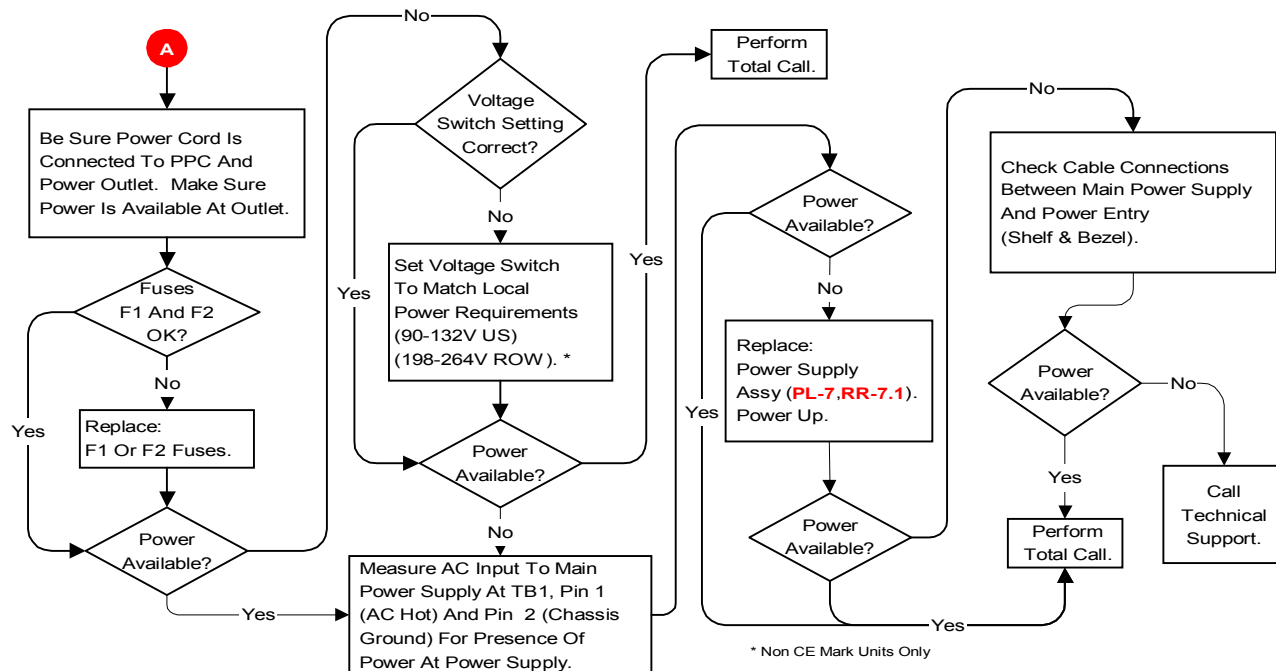 A
Be Sure Power Cord Is
Connected To PPC And
Power Outlet. Make Sure
Power Is Available At Outlet.
Fuses
F1 And F2
OK?
Yes
No
Replace:
F1 Or F2 Fuses.
Power
Available?
No
Yes
Voltage
Switch Setting
Correct?
Yes
No
Set Voltage Switch
To Match Local
Power Requirements
(90-132V US)
(198-264V ROW). *
Power
Available?
Yes
No
Perform
Total Call.
Measure AC Input To Main
Power Supply At TB1, Pin 1
(AC Hot) And Pin 2 (Chassis
Ground) For Presence Of
Power At Power Supply.
Power
Available?
Yes
No
Replace:
Power Supply
Assy (PL-7,RR-7.1).
Power Up.
Power
Available?
No
Yes
Check Cable Connections
Between Main Power Supply
And Power Entry
(Shelf & Bezel).
Power
Available?
No
Yes
Call
Technical
Support.
Perform
Total Call.
* Non CE Mark Units Only